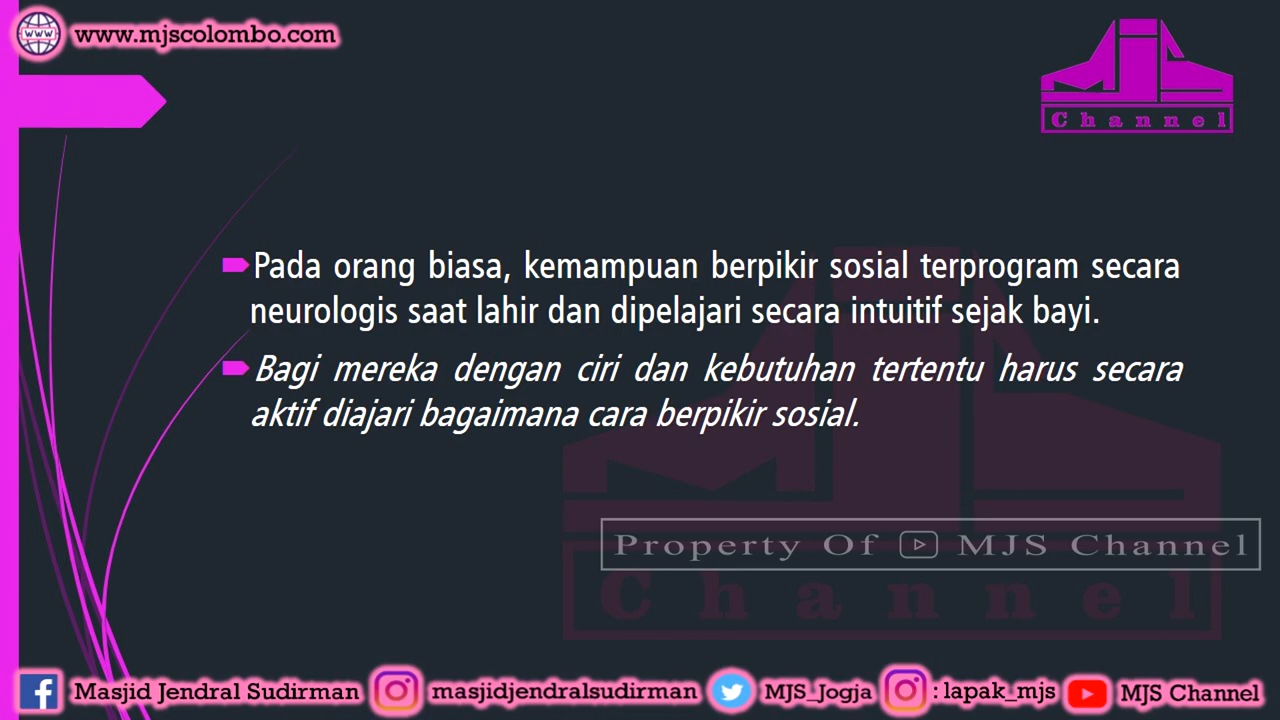 www.mjscolombo.com
MJS
Channel
Pada orang biasa, kemampuan berpikir sosial terprogram secara
neurologis saat lahir dan dipelajari secara intuitif sejak bayi.
Bagi mereka dengan ciri dan kebutuhan tertentu harus secara
aktif diajari bagaimana cara berpikir sosial.
Property Of MJS Channel
Channel
Masjid Jendral Sudirman masjidjendralsudirman MJS_Jogja : lapak_mjs MJS Channel